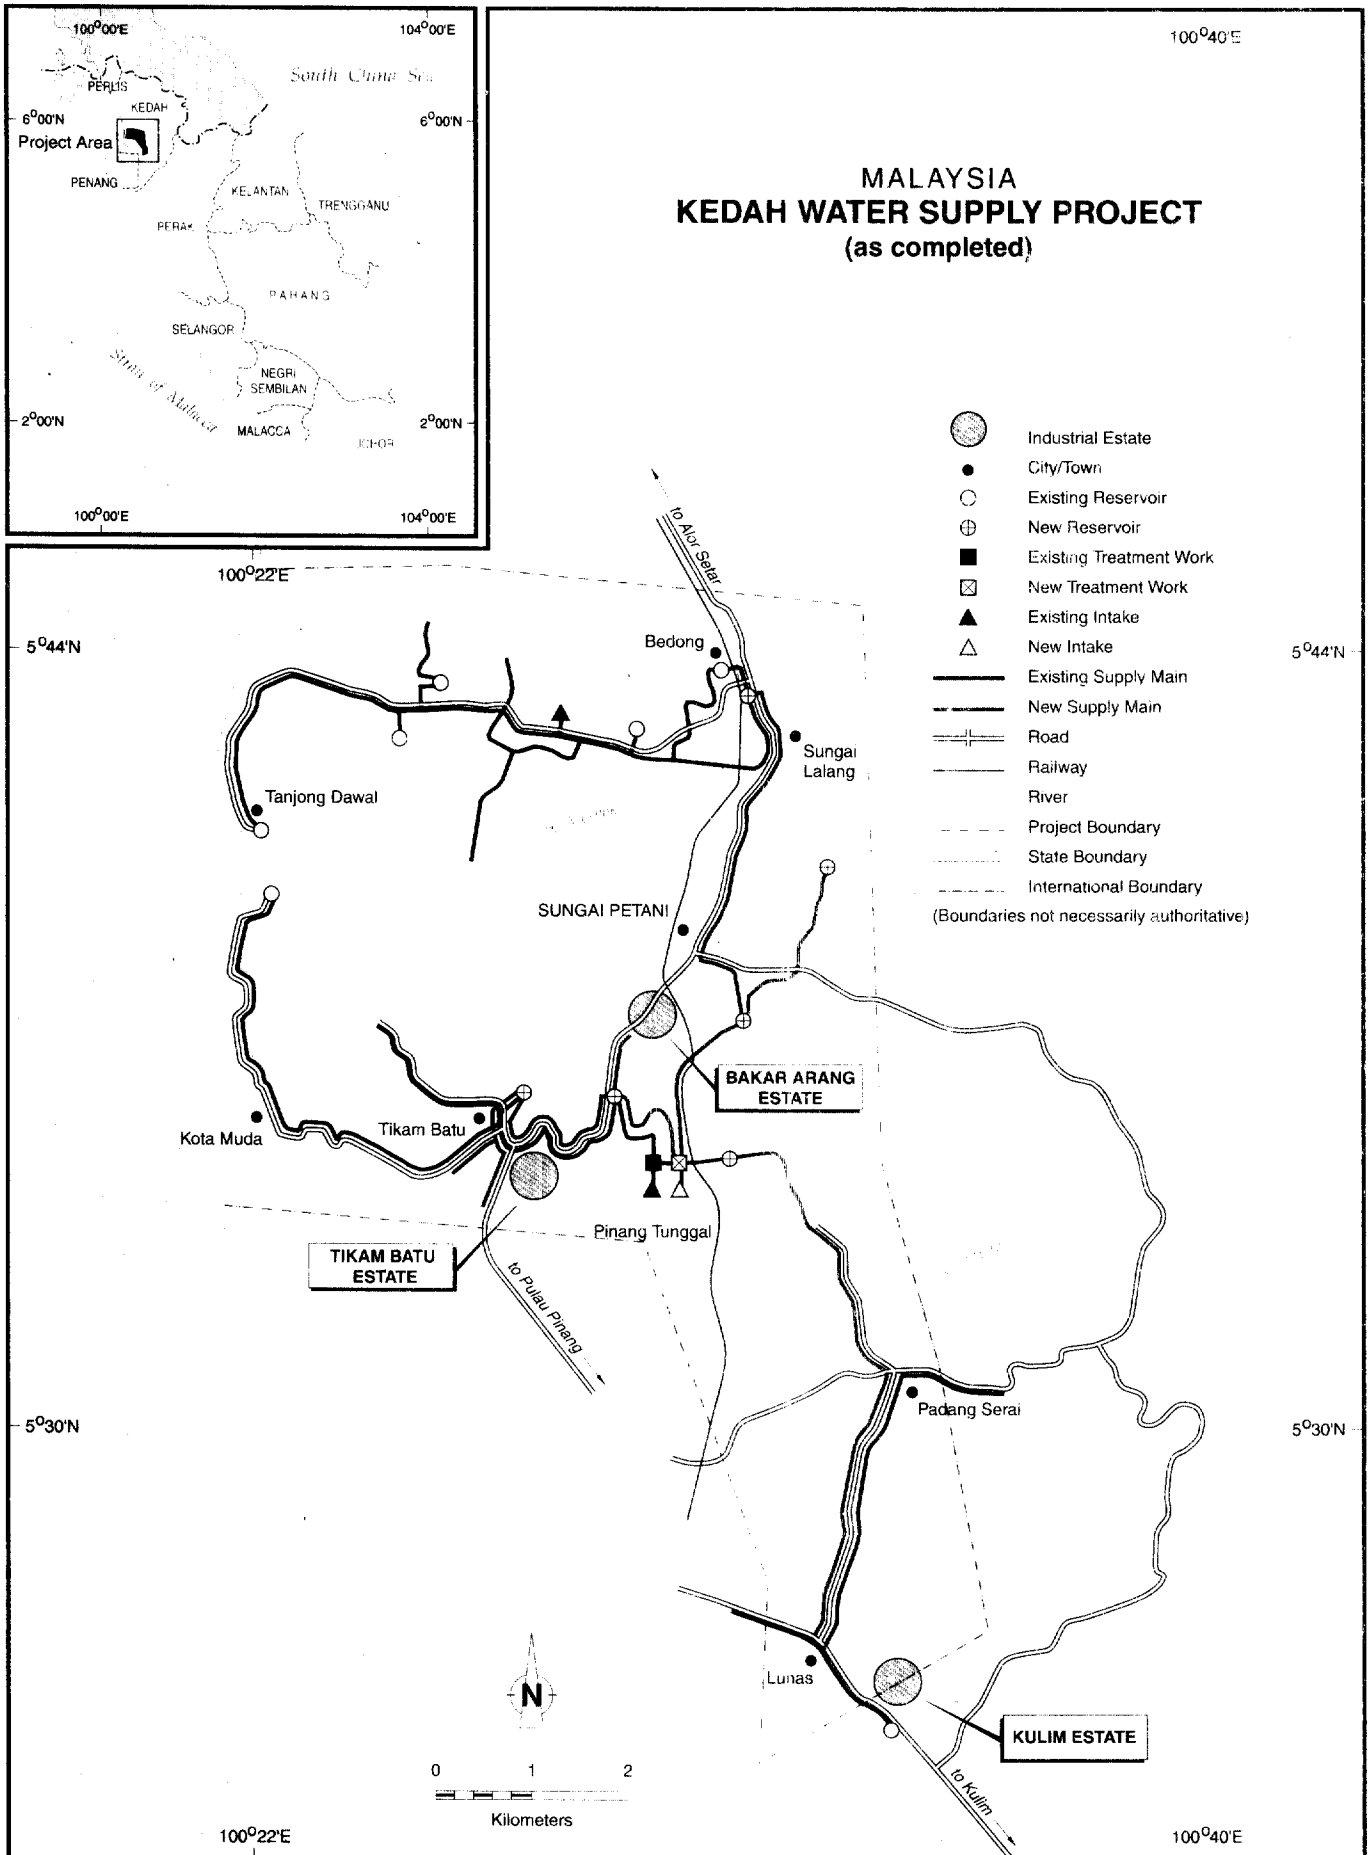 100°00'E
104°00'E
South China Sea
PERLIS
KEDAH
6°00'N
6°00'N
Project Area
PENANG
KELANTAN
TRENGGANU
PERAK
PAHANG
SELANGOR
Straits of Malacca
NEGRI
SEMBILAN
2°00'N
2°00'N
MALACCA
JOHOR
100°00'E
104°00'E
100°40'E
MALAYSIA
KEDAH WATER SUPPLY PROJECT
(as completed)
Industrial Estate
City/Town
Existing Reservoir
New Reservoir
Existing Treatment Work
New Treatment Work
Existing Intake
New Intake
Existing Supply Main
New Supply Main
Road
Railway
River
Project Boundary
State Boundary
International Boundary
(Boundaries not necessarily authoritative)
100°22'E
to Alor Setar
5°44'N
5°44'N
Bedong
Sungai
Lalang
Tanjong Dawal
SUNGAI PETANI
BAKAR ARANG
ESTATE
Kota Muda
Tikam Batu
Pinang Tunggal
TIKAM BATU
ESTATE
to Pulau Pinang
Padang Serai
5°30'N
5°30'N
Lunas
KULIM ESTATE
to Kulim
N
0 1 2
Kilometers
100°22'E
100°40'E